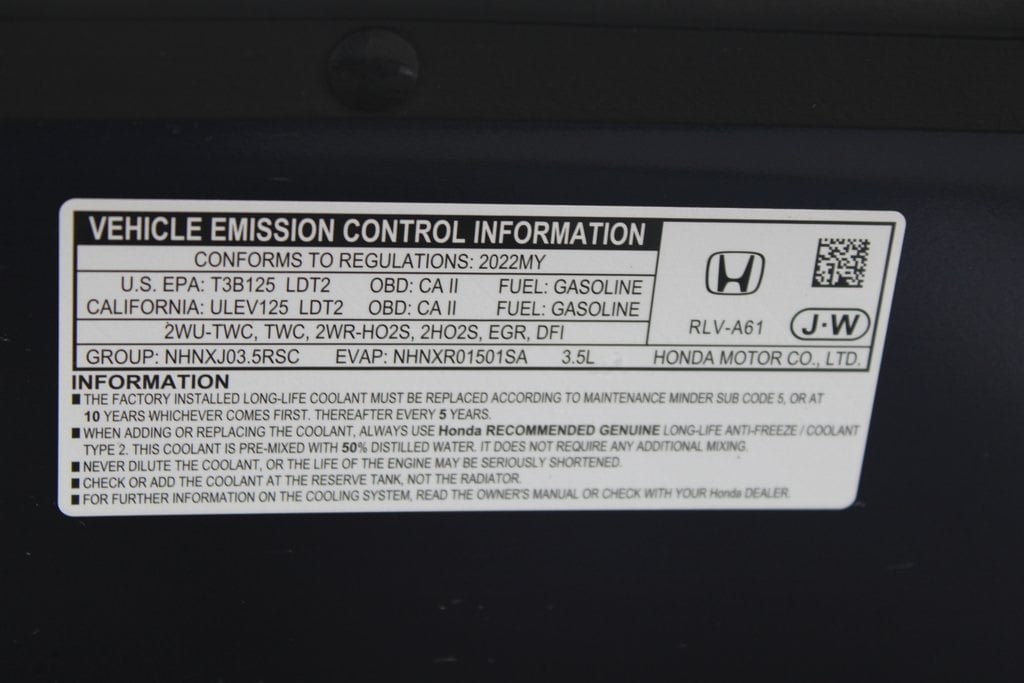 VEHICLE EMISSION CONTROL INFORMATION
CONFORMS TO REGULATIONS: 2022MY
U.S. EPA: T3B125 LDT2 OBD: CA II FUEL: GASOLINE
CALIFORNIA: ULEV125 LDT2 OBD: CA II FUEL: GASOLINE
2WU-TWC, TWC, 2WR-HO2S, 2HO2S, EGR, DFI
RLV-A61 J·W
GROUP: NHNXJ03.5RSC EVAP: NHNXR01501SA 3.5L HONDA MOTOR CO., LTD.
INFORMATION
■ THE FACTORY INSTALLED LONG-LIFE COOLANT MUST BE REPLACED ACCORDING TO MAINTENANCE MINDER SUB CODE 5, OR AT
10 YEARS WHICHEVER COMES FIRST. THEREAFTER EVERY 5 YEARS.
■ WHEN ADDING OR REPLACING THE COOLANT, ALWAYS USE Honda RECOMMENDED GENUINE LONG-LIFE ANTI-FREEZE / COOLANT
TYPE 2. THIS COOLANT IS PRE-MIXED WITH 50% DISTILLED WATER. IT DOES NOT REQUIRE ANY ADDITIONAL MIXING.
■ NEVER DILUTE THE COOLANT, OR THE LIFE OF THE ENGINE MAY BE SERIOUSLY SHORTENED.
■ CHECK OR ADD THE COOLANT AT THE RESERVE TANK, NOT THE RADIATOR.
■ FOR FURTHER INFORMATION ON THE COOLING SYSTEM, READ THE OWNER'S MANUAL OR CHECK WITH YOUR Honda DEALER.